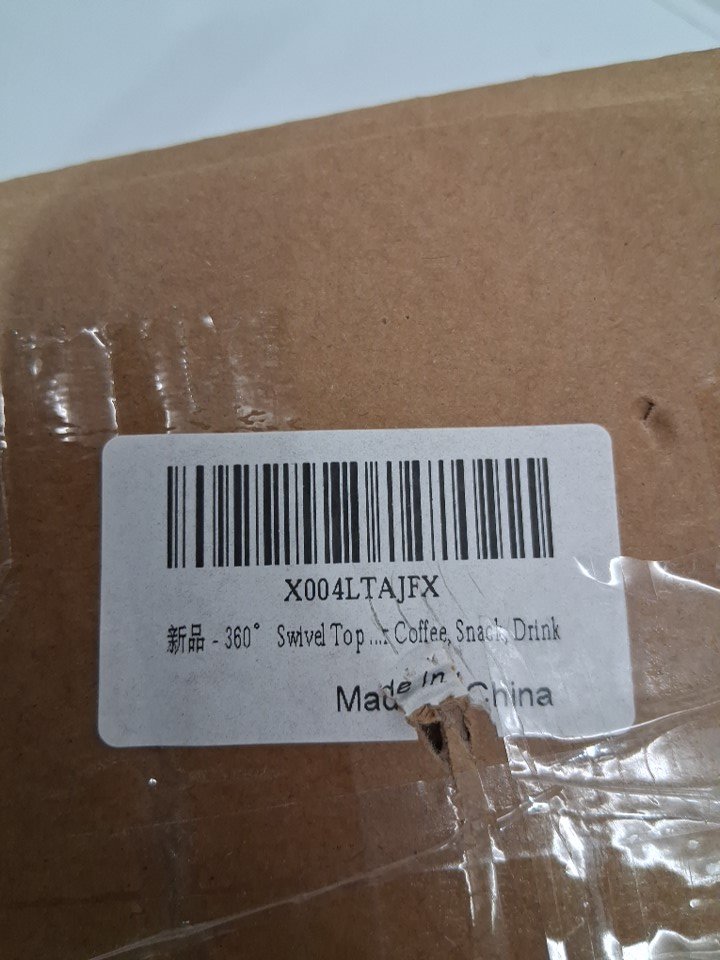 X004LTAJFX
新品 - 360° Swivel Top ...r Coffee, Snack, Drink
Made in China